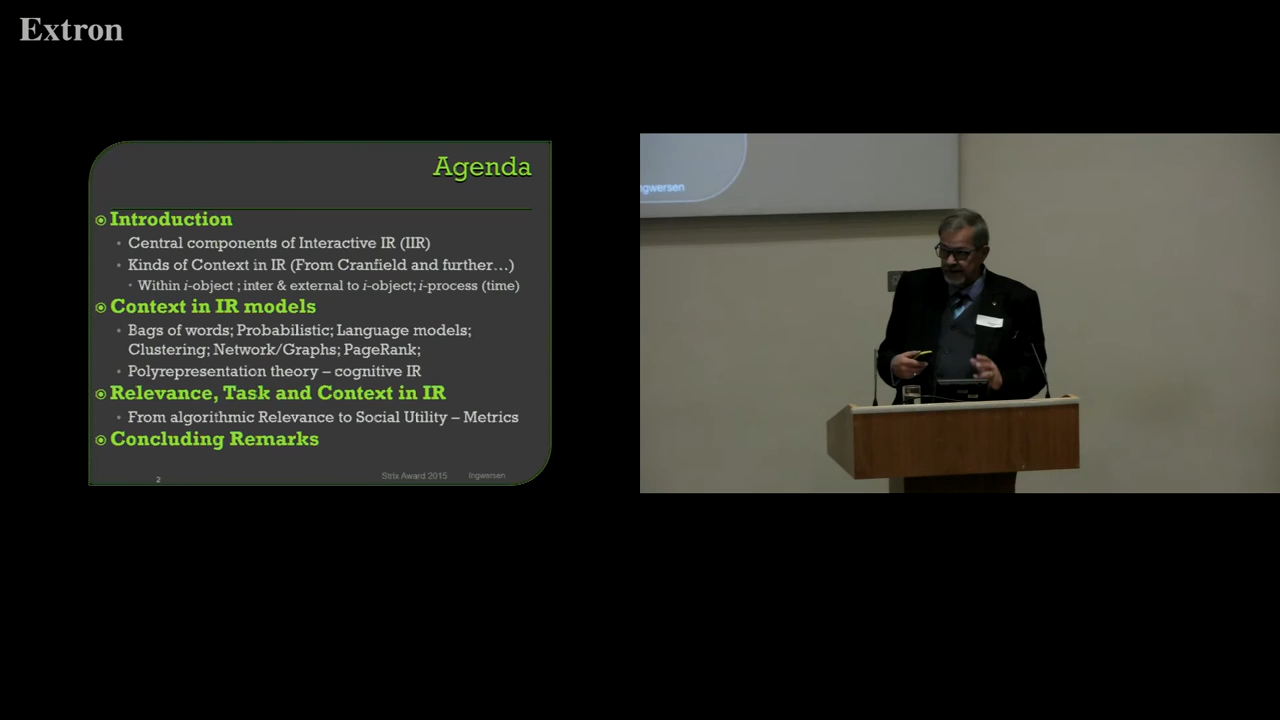 Extron
Agenda
Introduction
Central components of Interactive IR (IIR)
Kinds of Context in IR (From Cranfield and further…)
Within i-object ; inter & external to i-object; i-process (time)
Context in IR models
Bags of words; Probabilistic; Language models;
Clustering; Network/Graphs; PageRank;
Polyrepresentation theory – cognitive IR
Relevance, Task and Context in IR
From algorithmic Relevance to Social Utility – Metrics
Concluding Remarks
2
Strix Award 2015
Ingwersen
ngwersen